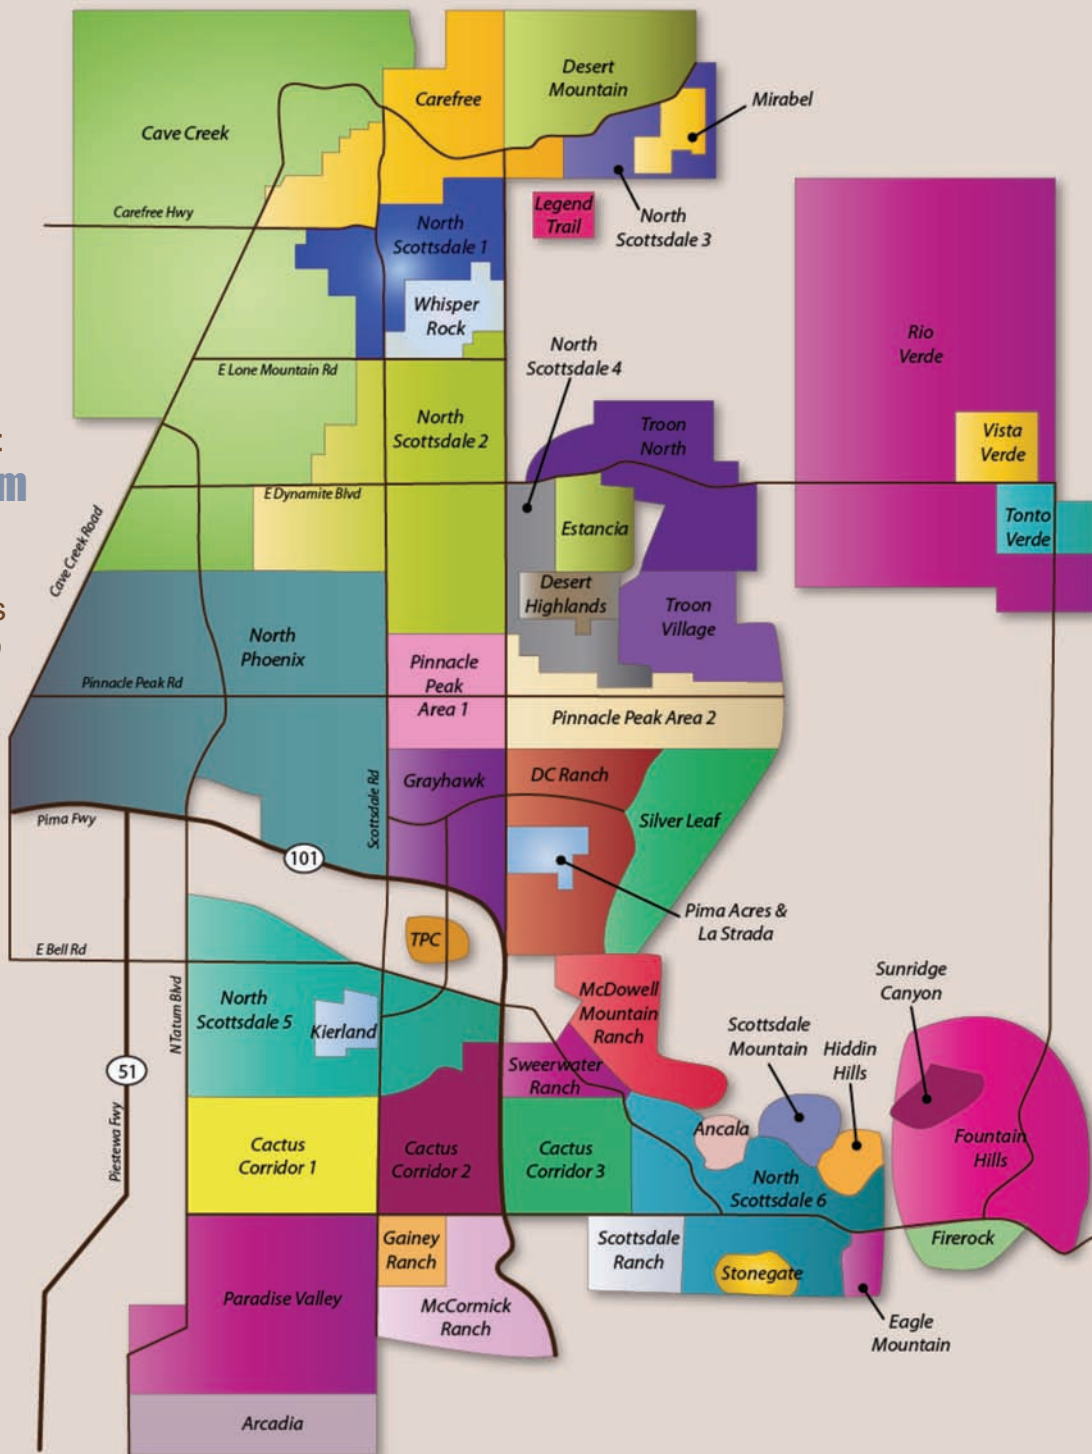 Desert
Mountain
Carefree
Mirabel
Cave Creek
Legend
Trail
North
Scottsdale 3
Carefree Hwy
North
Scottsdale 1
Whisper
Rock
Rio
Verde
North
Scottsdale 4
E Lone Mountain Rd
North
Scottsdale 2
Troon
North
Vista
Verde
:
m
E Dynamite Blvd
Estancia
Tonto
Verde
Cave Creek Road
Desert
Highlands
Troon
Village
s
North
Phoenix
Pinnacle
Peak
Area 1
Pinnacle Peak Rd
Pinnacle Peak Area 2
Grayhawk
DC Ranch
Scottsdale Rd
Silver Leaf
Pima Fwy
101
Pima Acres &
La Strada
TPC
E Bell Rd
Sunridge
Canyon
McDowell
Mountain
Ranch
N Tatum Blvd
North
Scottsdale 5
Kierland
Scottsdale
Mountain
Hiddin
Hills
51
Sweerwater
Ranch
Piestewa Fwy
Cactus
Corridor 1
Cactus
Corridor 2
Cactus
Corridor 3
Ancala
Fountain
Hills
North
Scottsdale 6
Gainey
Ranch
Scottsdale
Ranch
Firerock
Stonegate
Paradise Valley
McCormick
Ranch
Eagle
Mountain
Arcadia